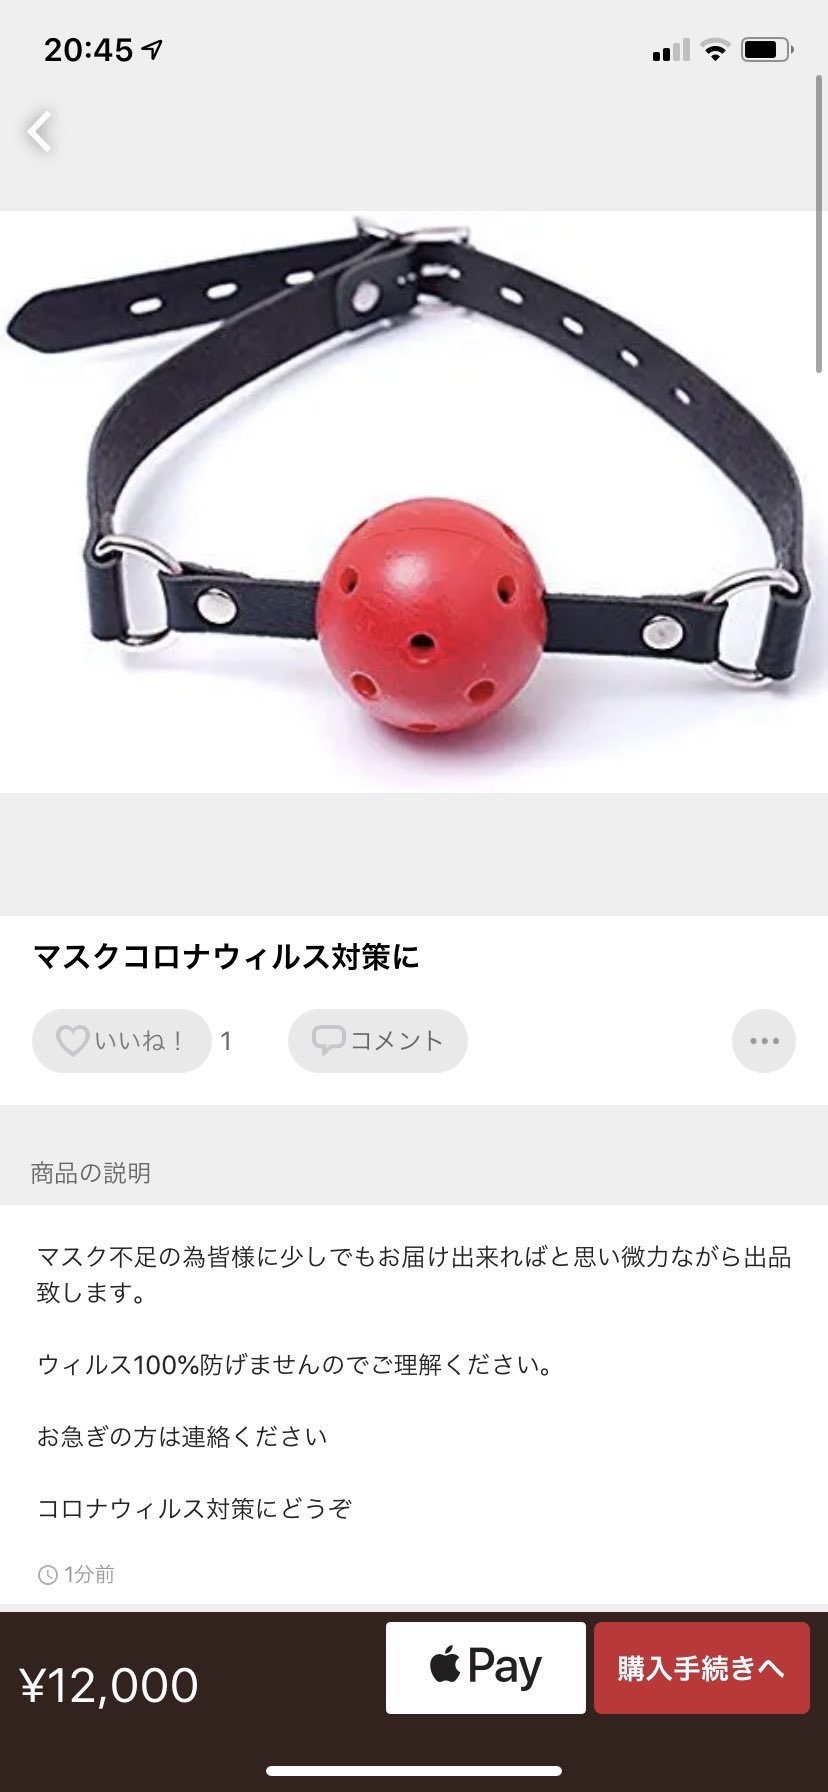 20:45
マスクコロナウィルス対策に
いいね！ 1 コメント
商品の説明
マスク不足の為皆様に少しでもお届け出来ればと思い微力ながら出品
致します。
ウィルス100%防げませんのでご理解ください。
お急ぎの方は連絡ください
コロナウィルス対策にどうぞ
1分前
¥12,000 Pay 購入手続きへ